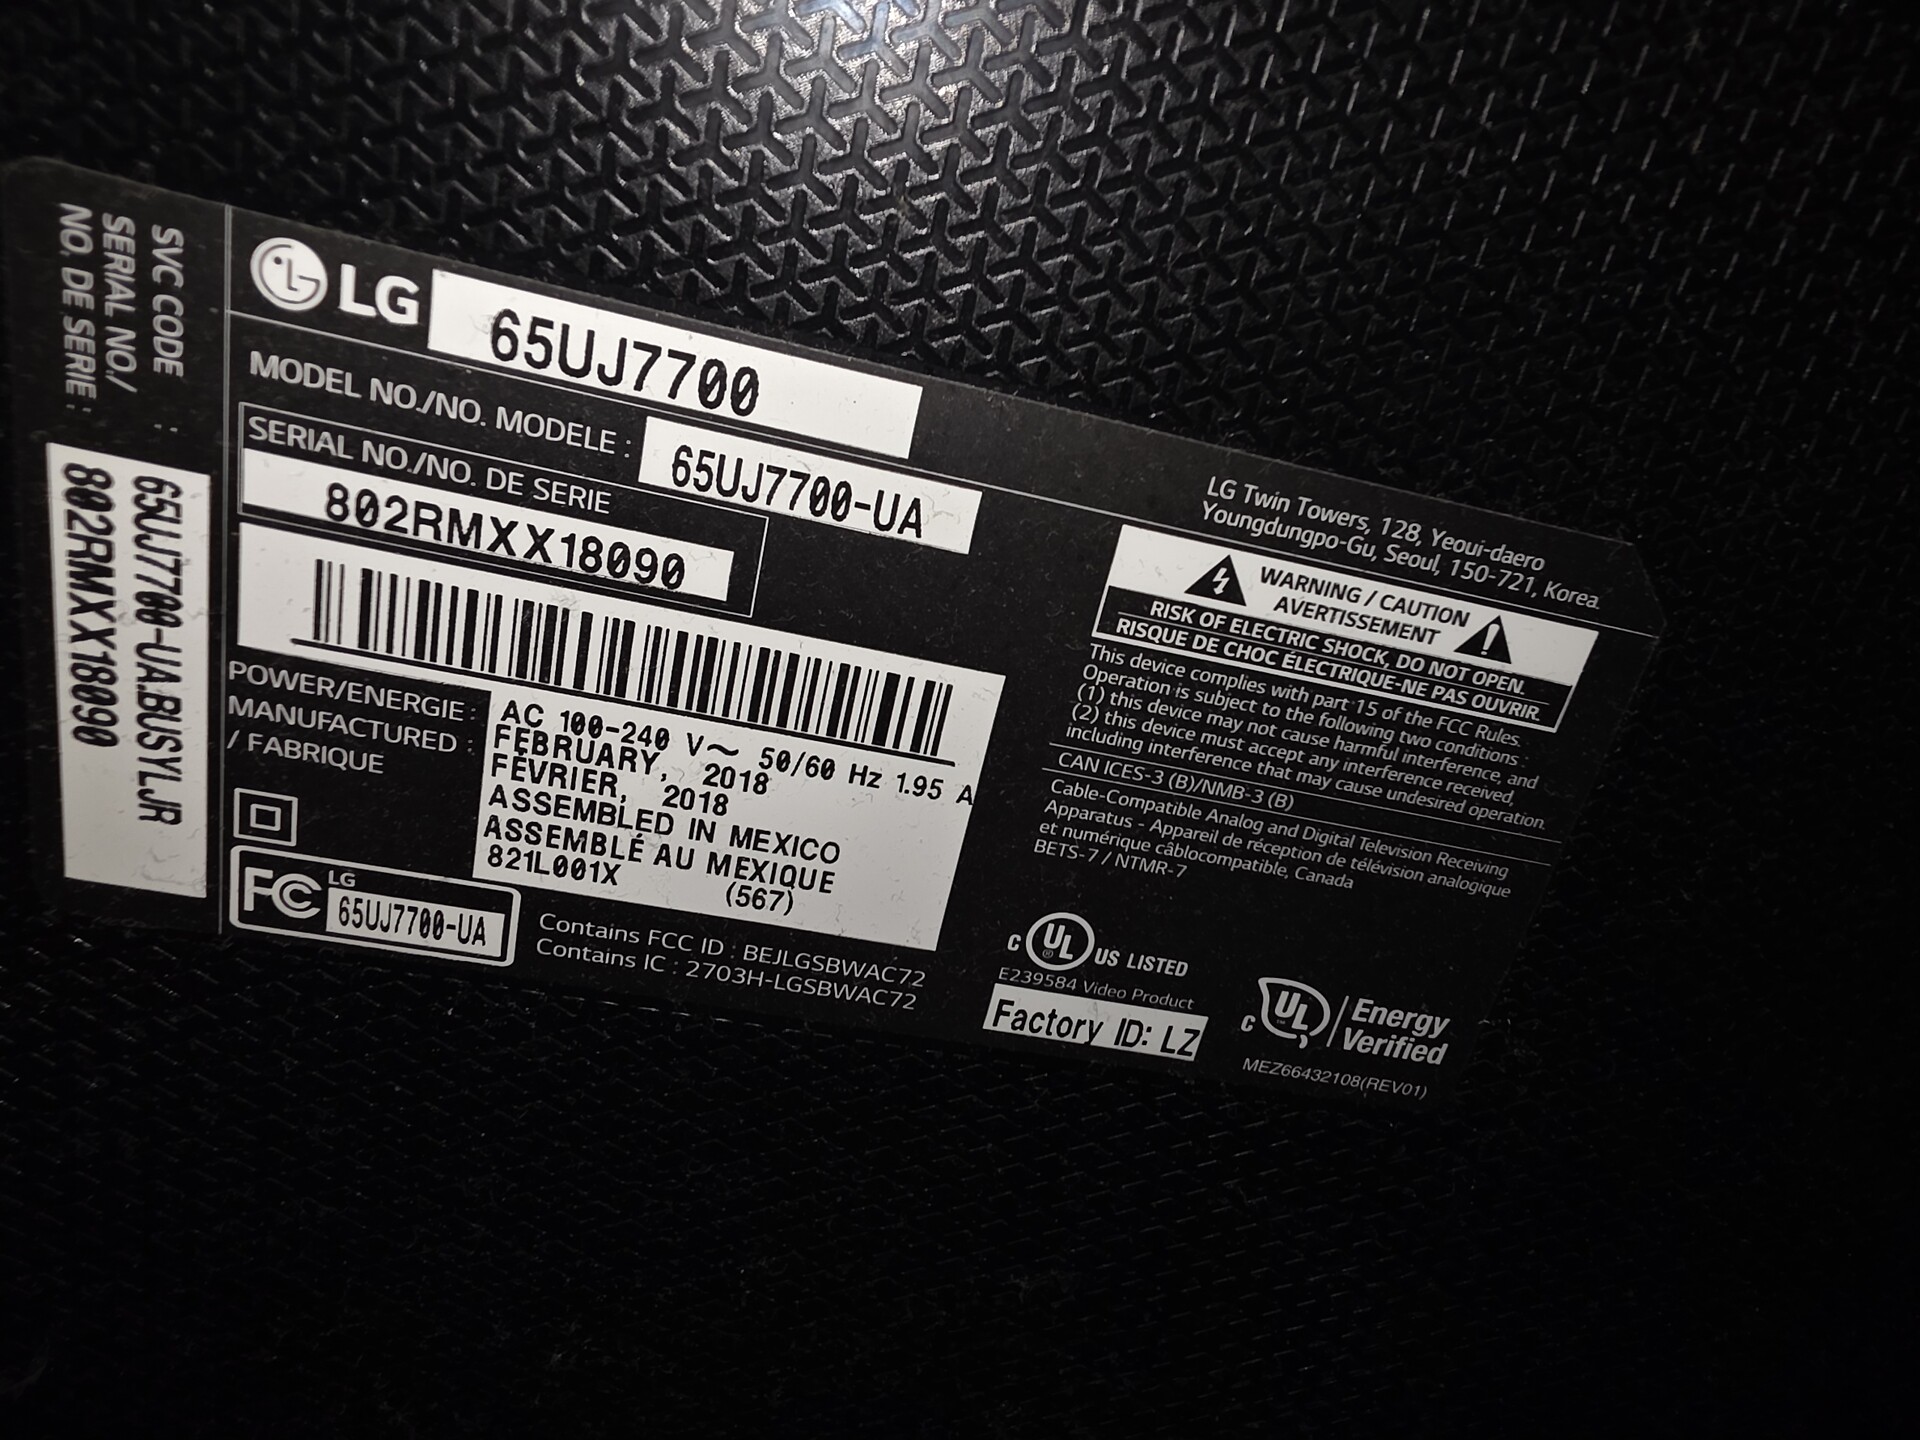 SVC CODE :
65UJ7700-UA.BUSYLJR
SERIAL NO./
NO. DE SERIE :
802RMXX18090
LG 65UJ7700
MODEL NO./NO. MODELE : 65UJ7700-UA
SERIAL NO./NO. DE SERIE
802RMXX18090
POWER/ENERGIE : AC 100-240 V~ 50/60 Hz 1.95 A
MANUFACTURED : FEBRUARY, 2018
/ FABRIQUE FÉVRIER, 2018
ASSEMBLED IN MEXICO
ASSEMBLÉ AU MEXIQUE
821L001X (567)
FC LG
65UJ7700-UA
Contains FCC ID : BEJLGSBWAC72
Contains IC : 2703H-LGSBWAC72
LG Twin Towers, 128, Yeoui-daero
Youngdungpo-Gu, Seoul, 150-721, Korea
WARNING / CAUTION
AVERTISSEMENT
RISK OF ELECTRIC SHOCK, DO NOT OPEN.
RISQUE DE CHOC ÉLECTRIQUE-NE PAS OUVRIR.
This device complies with part 15 of the FCC Rules.
Operation is subject to the following two conditions :
(1) this device may not cause harmful interference, and
(2) this device must accept any interference received,
including interference that may cause undesired operation.
CAN ICES-3 (B)/NMB-3 (B)
Cable-Compatible Analog and Digital Television Receiving
Apparatus - Appareil de réception de télévision analogique
et numérique câblocompatible, Canada
BETS-7 / NTMR-7
C UL ® US LISTED
E239584 Video Product
Factory ID: LZ
C UL Energy
Verified
MEZ66432108(REV01)